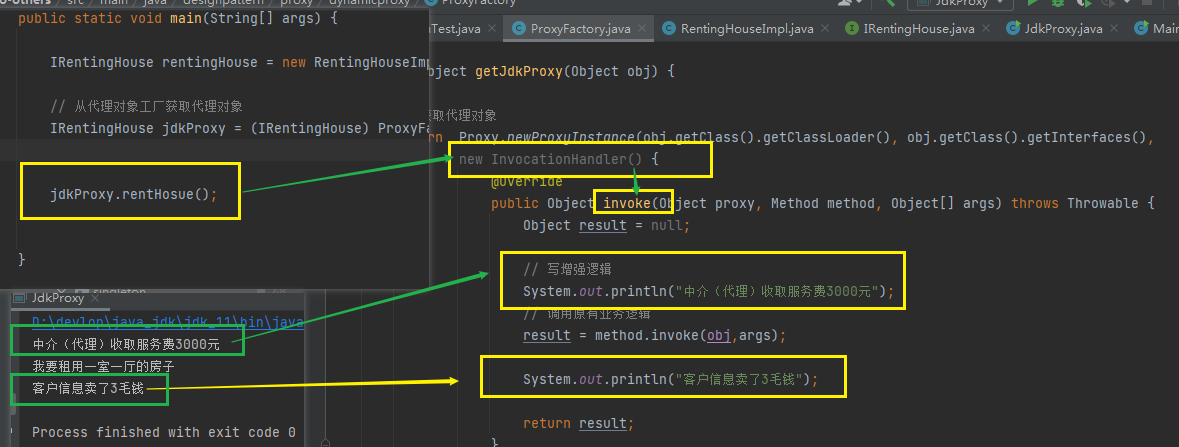 o-others / src / main / java / designpattern / proxy / dynamicproxy / ProxyFactory
JdkProxy
public static void main(String[] args) {
IRentingHouse rentingHouse = new RentingHouseImp
// 从代理对象工厂获取代理对象
IRentingHouse jdkProxy = (IRentingHouse) ProxyFa
jdkProxy.rentHosue();
}
nTest.java
ProxyFactory.java
RentingHouseImpl.java
IRentingHouse.java
JdkProxy.java
Main
bject getJdkProxy(Object obj) {
取代理对象
rn Proxy.newProxyInstance(obj.getClass().getClassLoader(), obj.getClass().getInterfaces(),
new InvocationHandler() {
@Override
public Object invoke(Object proxy, Method method, Object[] args) throws Throwable {
Object result = null;
// 写增强逻辑
System.out.println("中介（代理）收取服务费3000元");
// 调用原有业务逻辑
result = method.invoke(obj,args);
System.out.println("客户信息卖了3毛钱");
return result;
}
singleton
JdkProxy
D:\devlop\java_jdk\jdk_11\bin\java
中介（代理）收取服务费3000元
我要租用一室一厅的房子
客户信息卖了3毛钱
Process finished with exit code 0